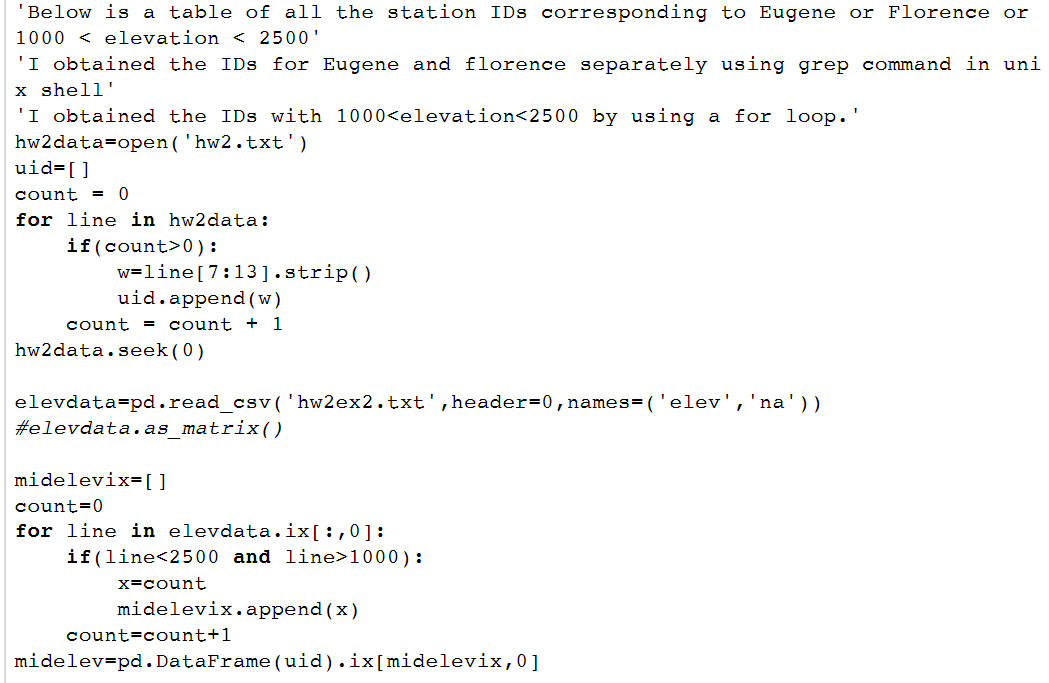 'Below is a table of all the station IDs corresponding to Eugene or Florence or
1000 < elevation < 2500'
'I obtained the IDs for Eugene and florence separately using grep command in uni
x shell'
'I obtained the IDs with 1000<elevation<2500 by using a for loop.'
hw2data=open('hw2.txt')
uid=[]
count = 0
for line in hw2data:
    if(count>0):
        w=line[7:13].strip()
        uid.append(w)
    count = count + 1
hw2data.seek(0)

elevdata=pd.read_csv('hw2ex2.txt',header=0,names=('elev','na'))
#elevdata.as_matrix()

midelevix=[]
count=0
for line in elevdata.ix[:,0]:
    if(line<2500 and line>1000):
        x=count
        midelevix.append(x)
    count=count+1
midelev=pd.DataFrame(uid).ix[midelevix,0]